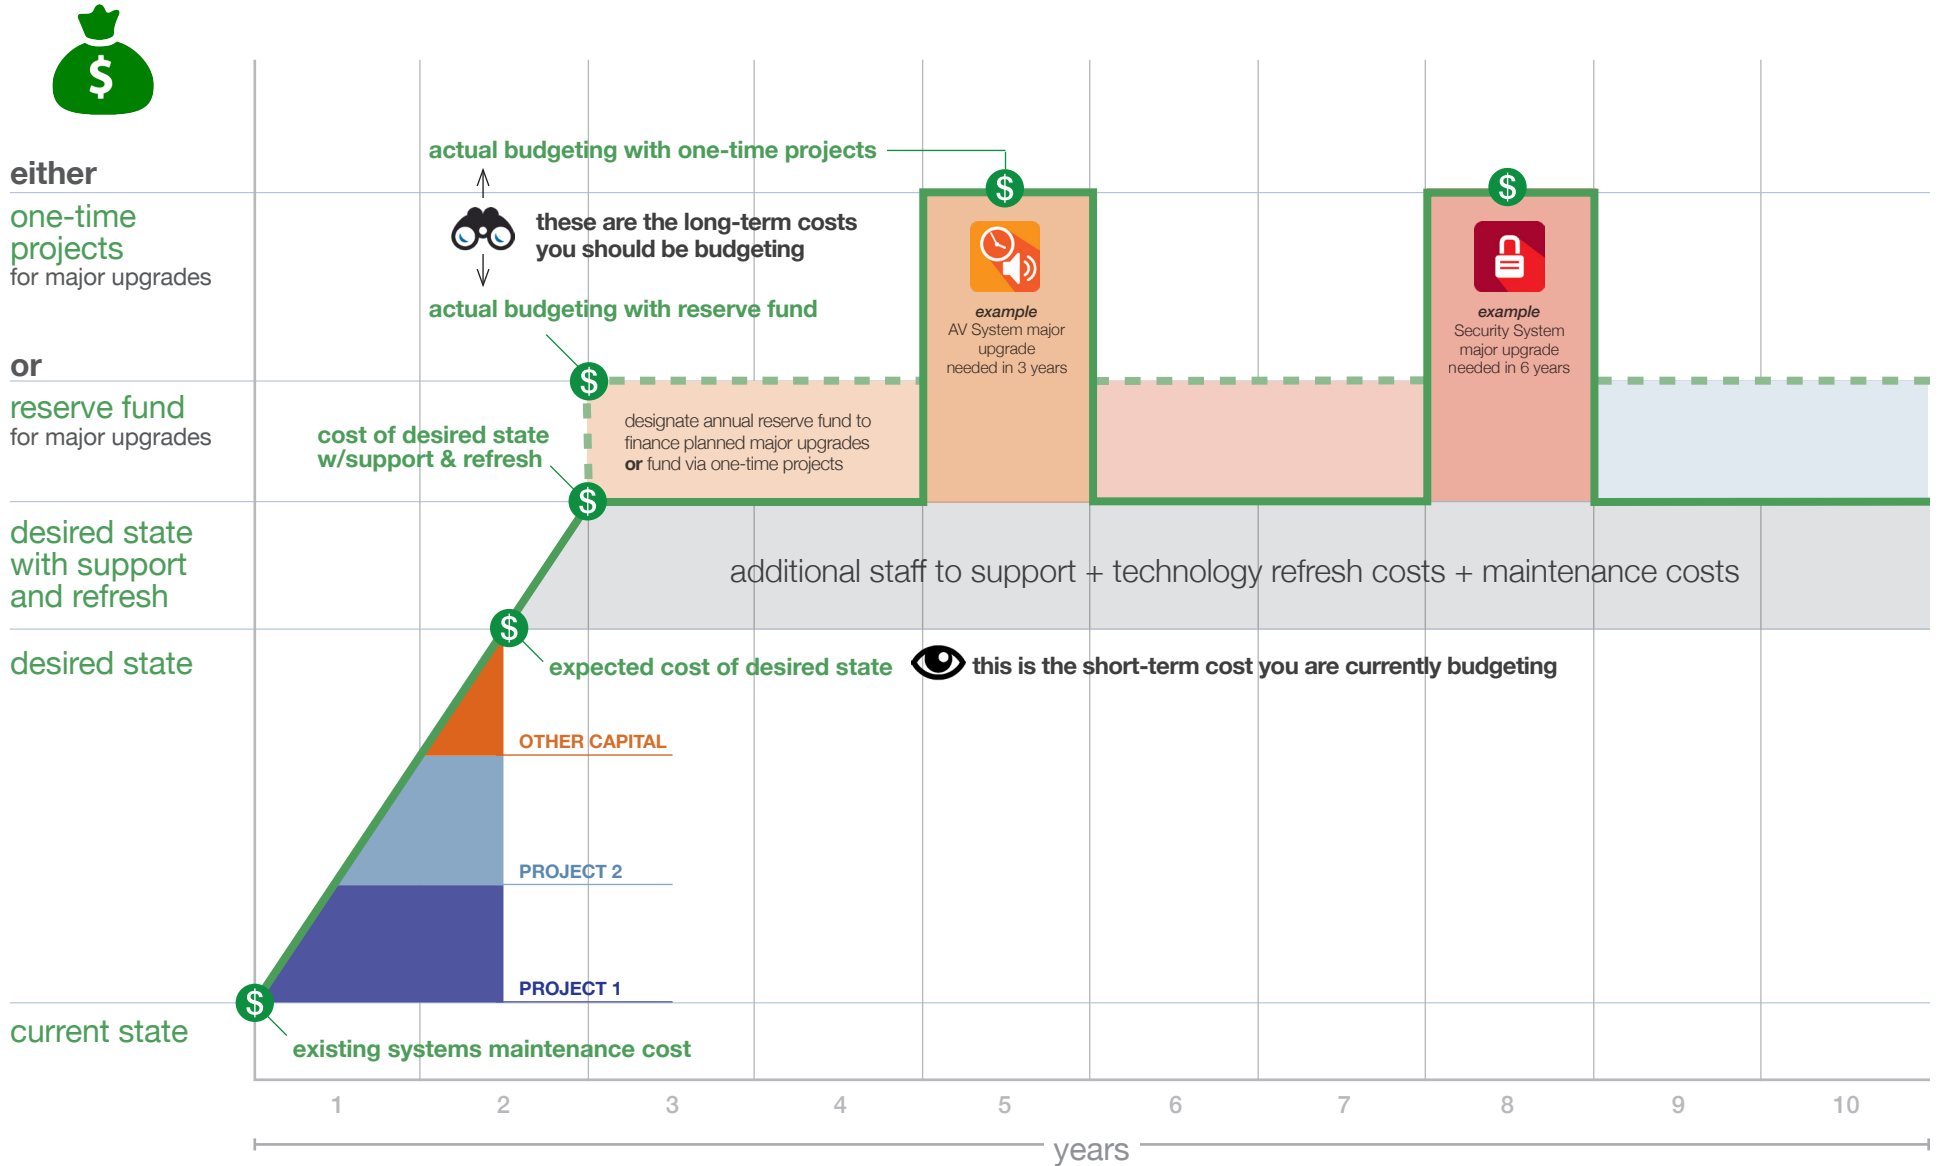 $
either
one-time
projects
for major upgrades
or
reserve fund
for major upgrades
desired state
with support
and refresh
desired state
current state
actual budgeting with one-time projects
these are the long-term costs
you should be budgeting
actual budgeting with reserve fund
cost of desired state
w/support & refresh
$
$
$
$
$
$
example
AV System major
upgrade
needed in 3 years
example
Security System
major upgrade
needed in 6 years
designate annual reserve fund to
finance planned major upgrades
or fund via one-time projects
additional staff to support + technology refresh costs + maintenance costs
expected cost of desired state
this is the short-term cost you are currently budgeting
OTHER CAPITAL
PROJECT 2
PROJECT 1
existing systems maintenance cost
1 2 3 4 5 6 7 8 9 10
years